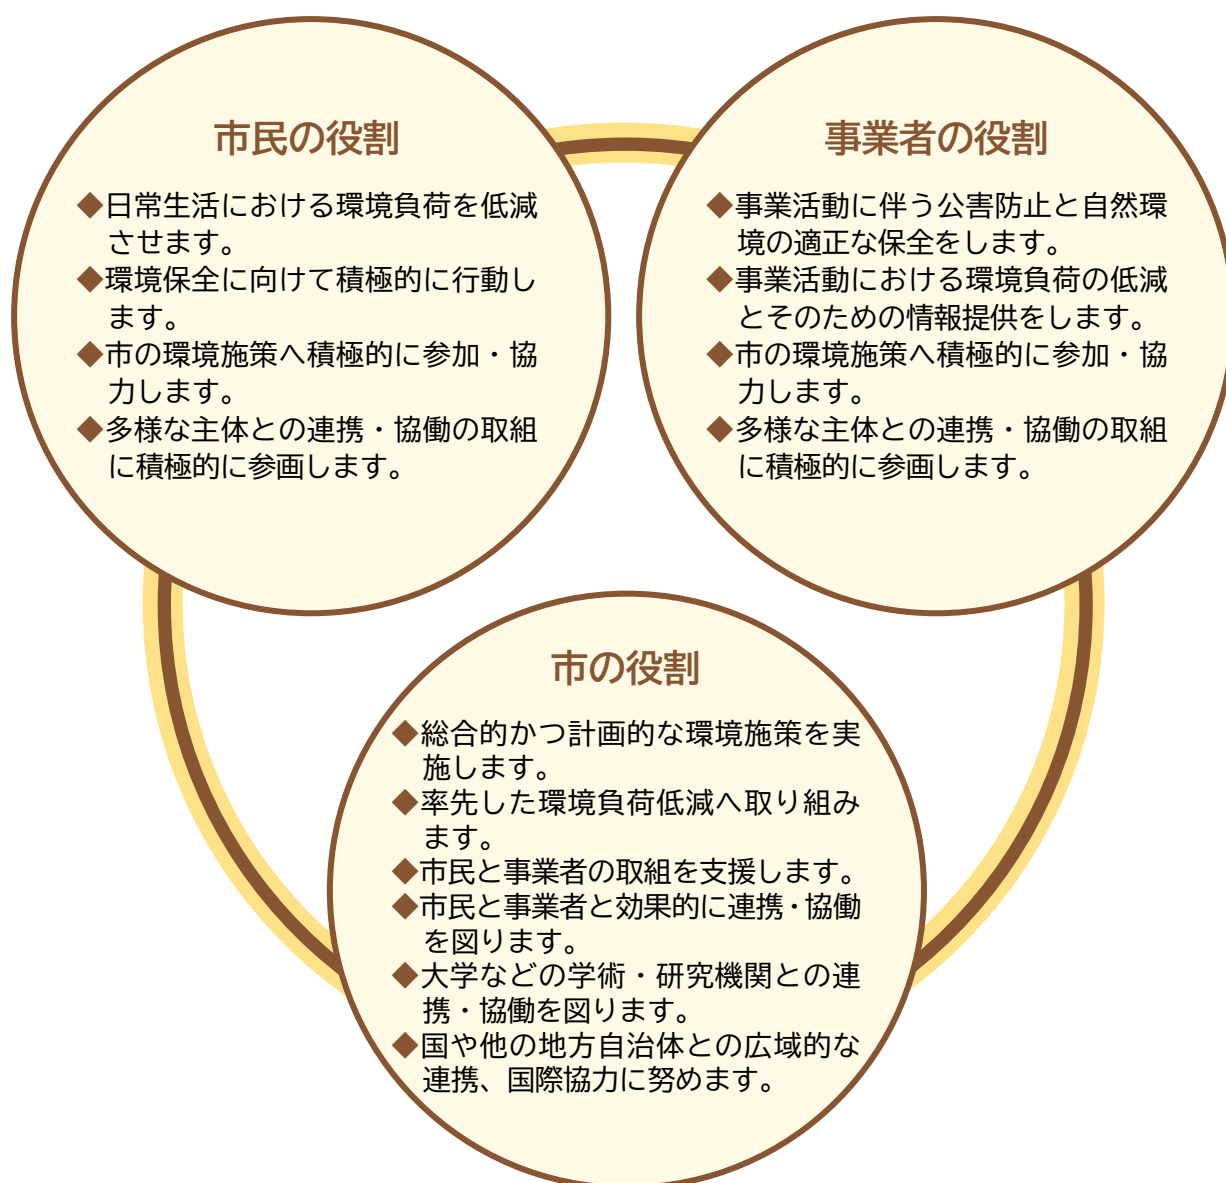 市民の役割
◆日常生活における環境負荷を低減
させます。
◆環境保全に向けて積極的に行動し
ます。
◆市の環境施策へ積極的に参加・協
力します。
◆多様な主体との連携・協働の取組
に積極的に参画します。
事業者の役割
◆事業活動に伴う公害防止と自然環
境の適正な保全をします。
◆事業活動における環境負荷の低減
とそのための情報提供をします。
◆市の環境施策へ積極的に参加・協
力します。
◆多様な主体との連携・協働の取組
に積極的に参画します。
市の役割
◆総合的かつ計画的な環境施策を実
施します。
◆率先した環境負荷低減へ取り組み
ます。
◆市民と事業者の取組を支援します。
◆市民と事業者と効果的に連携・協働
を図ります。
◆大学などの学術・研究機関との連
携・協働を図ります。
◆国や他の地方自治体との広域的な
連携、国際協力に努めます。